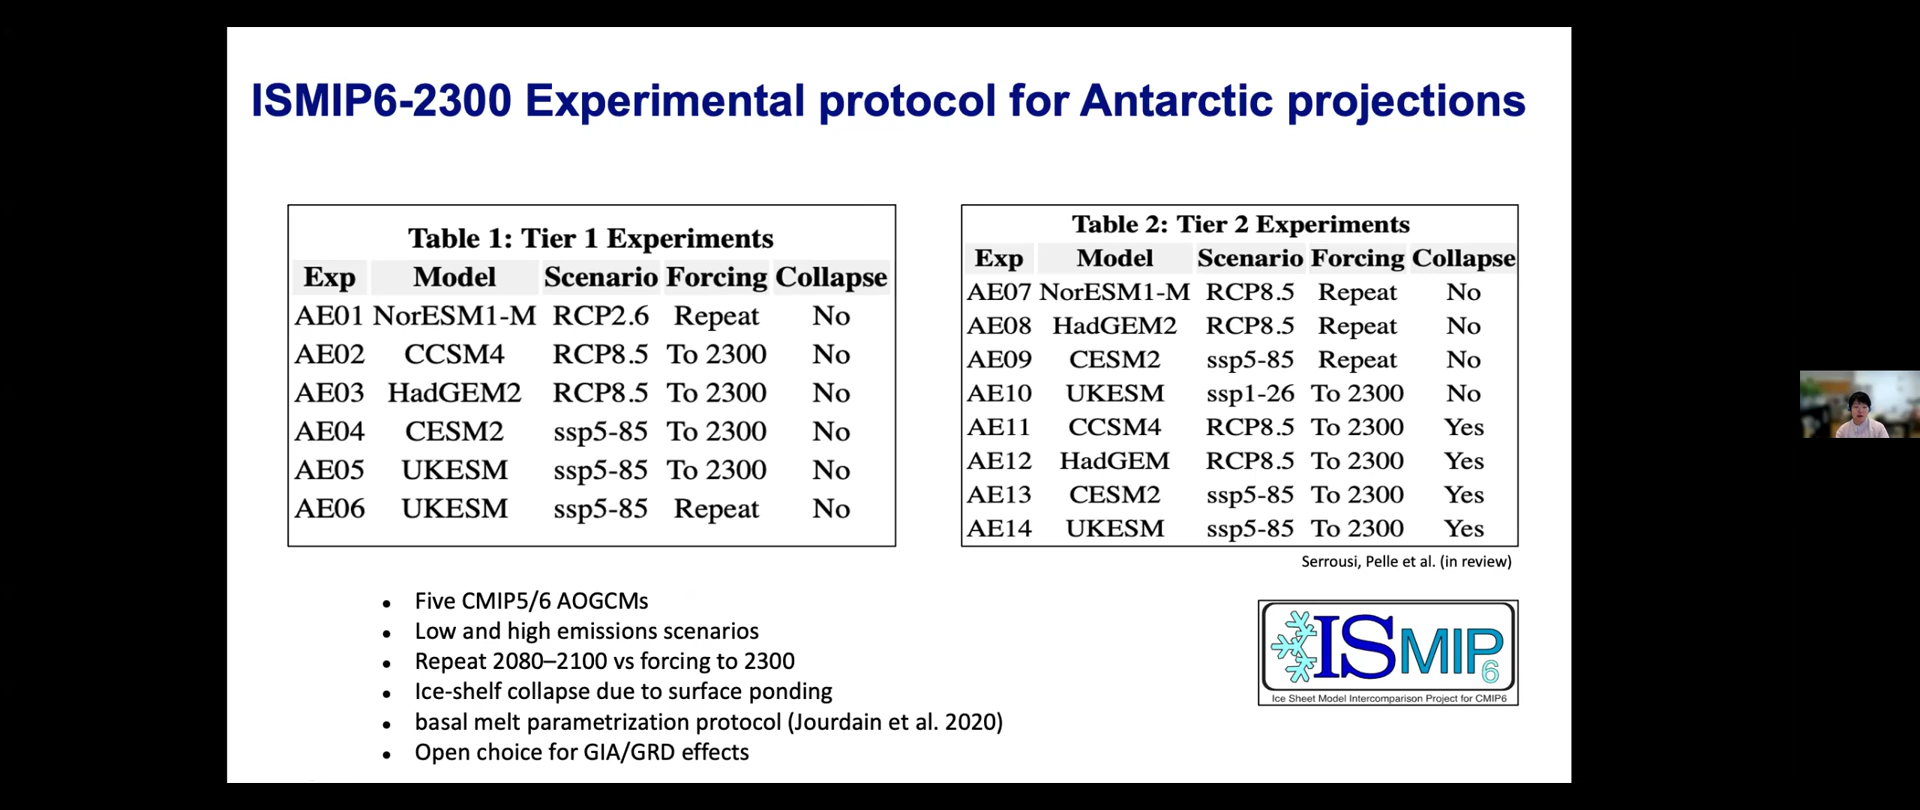 ISMIP6-2300 Experimental protocol for Antarctic projections
Table 1: Tier 1 Experiments
Exp Model Scenario Forcing Collapse
AE01 NorESM1-M RCP2.6 Repeat No
AE02 CCSM4 RCP8.5 To 2300 No
AE03 HadGEM2 RCP8.5 To 2300 No
AE04 CESM2 ssp5-85 To 2300 No
AE05 UKESM ssp5-85 To 2300 No
AE06 UKESM ssp5-85 Repeat No
Table 2: Tier 2 Experiments
Exp Model Scenario Forcing Collapse
AE07 NorESM1-M RCP8.5 Repeat No
AE08 HadGEM2 RCP8.5 Repeat No
AE09 CESM2 ssp5-85 Repeat No
AE10 UKESM ssp1-26 To 2300 No
AE11 CCSM4 RCP8.5 To 2300 Yes
AE12 HadGEM RCP8.5 To 2300 Yes
AE13 CESM2 ssp5-85 To 2300 Yes
AE14 UKESM ssp5-85 To 2300 Yes
Serrousi, Pelle et al. (in review)
• Five CMIP5/6 AOGCMs
• Low and high emissions scenarios
• Repeat 2080–2100 vs forcing to 2300
• Ice-shelf collapse due to surface ponding
• basal melt parametrization protocol (Jourdain et al. 2020)
• Open choice for GIA/GRD effects
ISMIP6
Ice Sheet Model Intercomparison Project for CMIP6